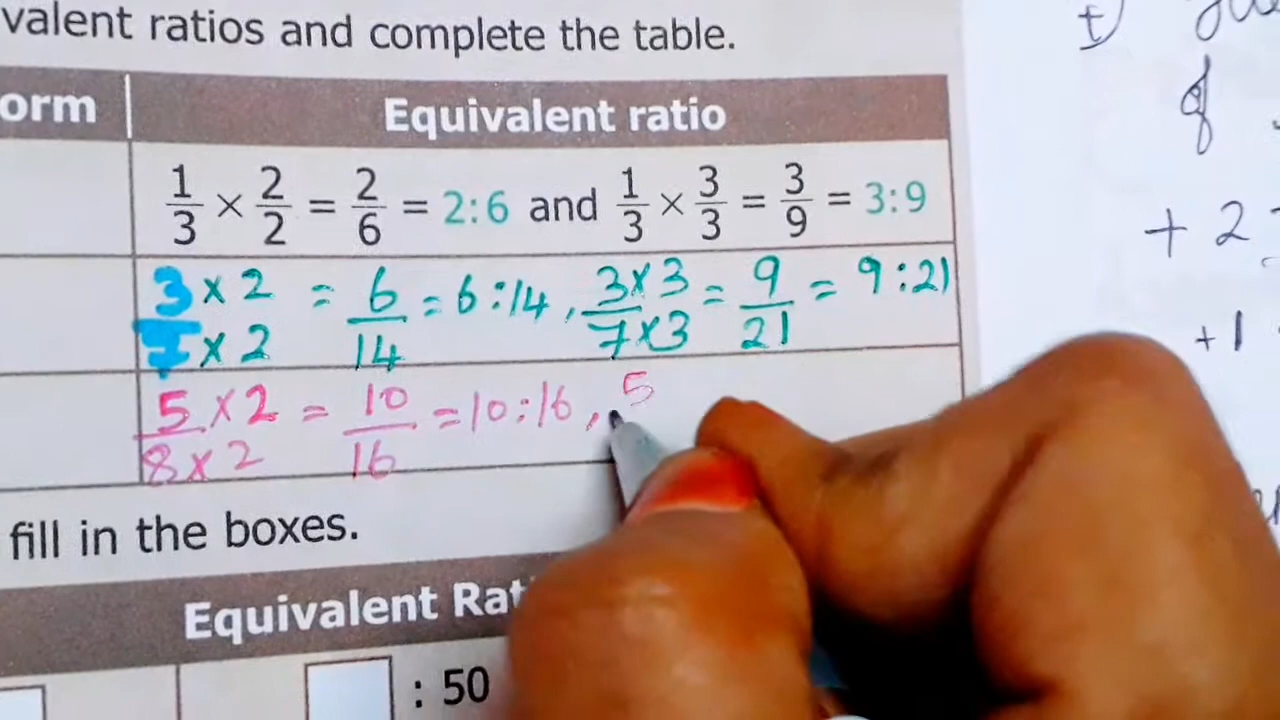 valent ratios and complete the table.
orm Equivalent ratio
1/3 × 2/2 = 2/6 = 2:6 and 1/3 × 3/3 = 3/9 = 3:9
3 × 2 / 7 × 2 = 6/14 = 6:14, 3 × 3 / 7 × 3 = 9/21 = 9:21
5 × 2 / 8 × 2 = 10/16 = 10:16, 5
fill in the boxes.
Equivalent Rat
: 50
+ 2
+ 1